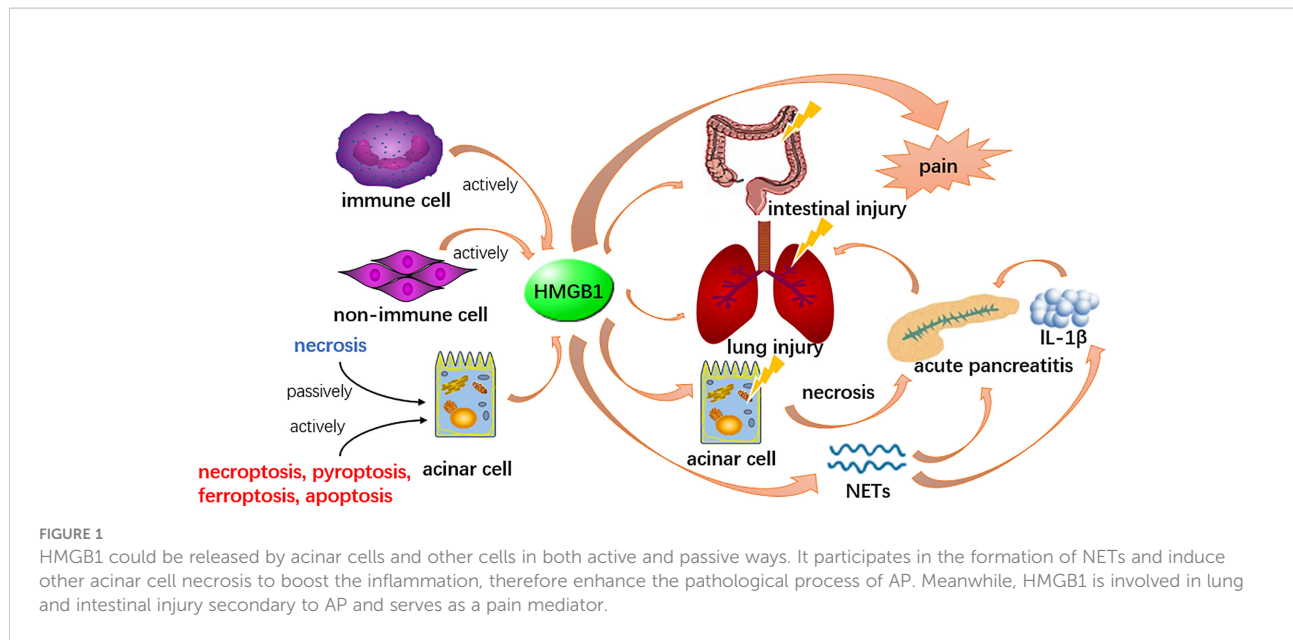 immune cell
actively
non-immune cell
actively
necrosis
passively
actively
necroptosis, pyroptosis,
ferroptosis, apoptosis
acinar cell
HMGB1
intestinal injury
pain
lung injury
acinar cell
necrosis
acute pancreatitis
IL-1β
NETs
FIGURE 1
HMGB1 could be released by acinar cells and other cells in both active and passive ways. It participates in the formation of NETs and induce
other acinar cell necrosis to boost the inflammation, therefore enhance the pathological process of AP. Meanwhile, HMGB1 is involved in lung
and intestinal injury secondary to AP and serves as a pain mediator.